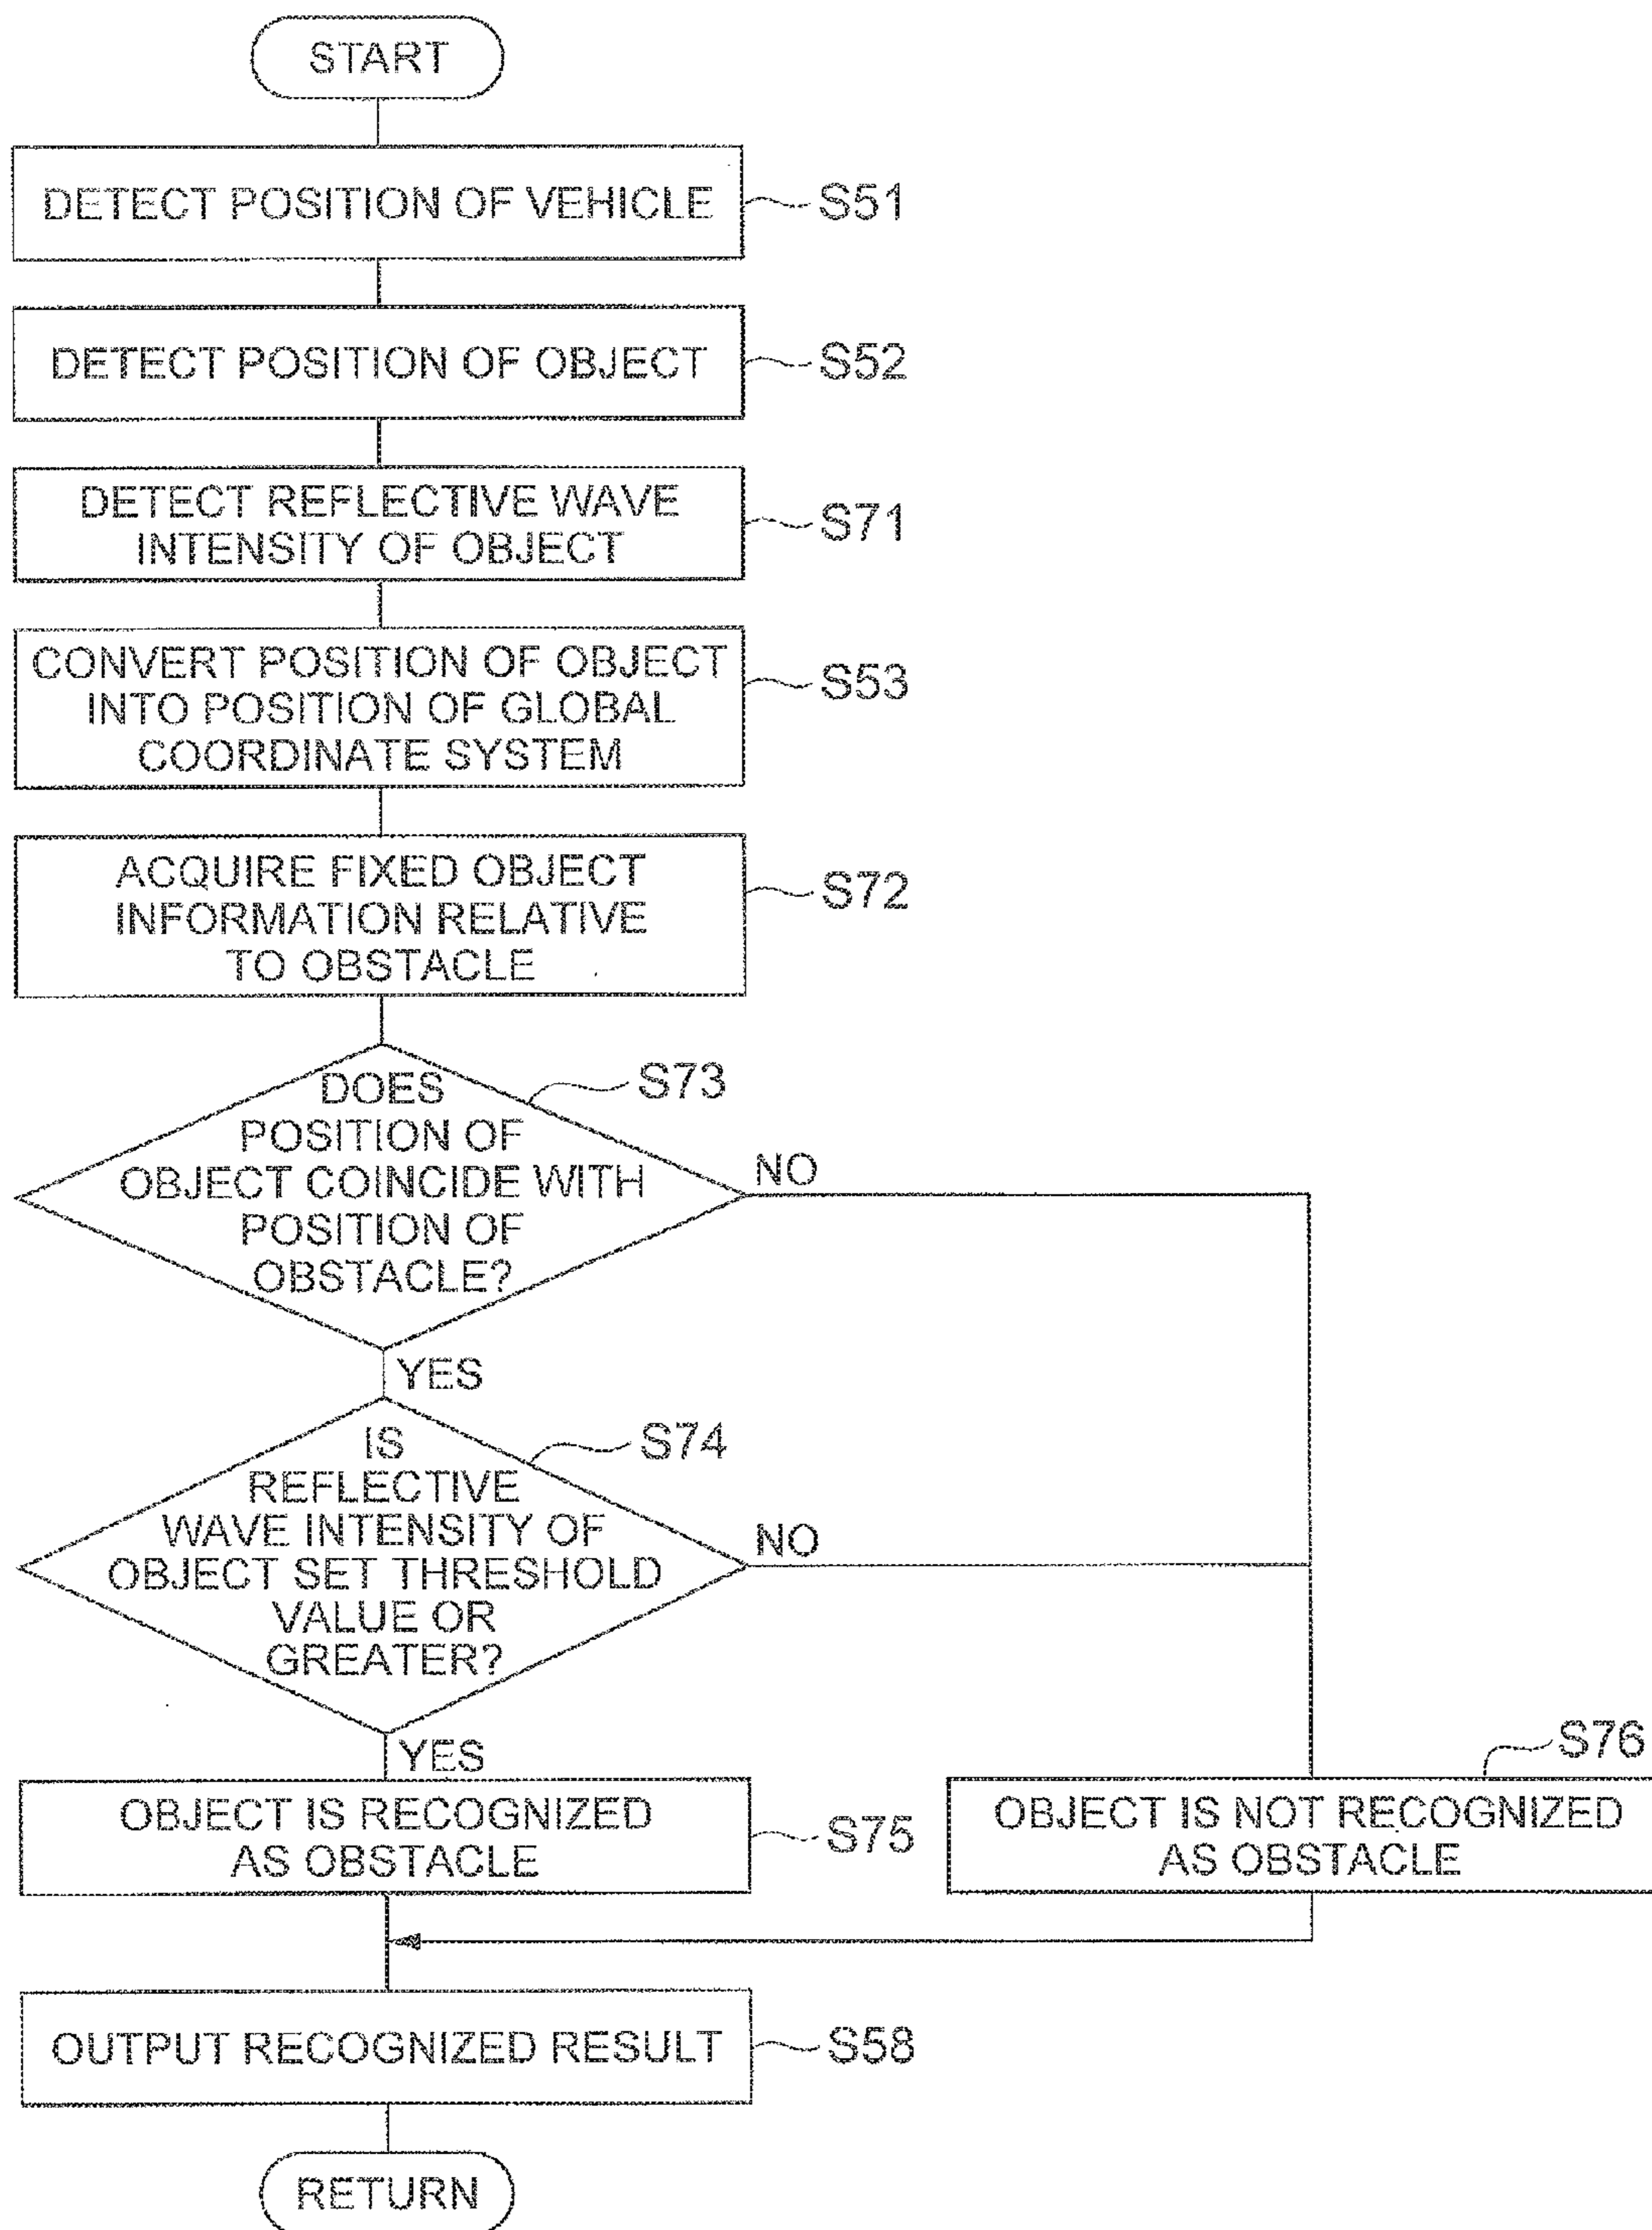 START
DETECT POSITION OF VEHICLE
S51
DETECT POSITION OF OBJECT
S52
DETECT REFLECTIVE WAVE
INTENSITY OF OBJECT
S71
CONVERT POSITION OF OBJECT
INTO POSITION OF GLOBAL
COORDINATE SYSTEM
S53
ACQUIRE FIXED OBJECT
INFORMATION RELATIVE
TO OBSTACLE
S72
DOES
POSITION OF
OBJECT COINCIDE WITH
POSITION OF
OBSTACLE?
S73
NO
YES
IS
REFLECTIVE
WAVE INTENSITY OF
OBJECT SET THRESHOLD
VALUE OR
GREATER?
S74
NO
YES
OBJECT IS RECOGNIZED
AS OBSTACLE
S75
S76
OBJECT IS NOT RECOGNIZED
AS OBSTACLE
OUTPUT RECOGNIZED RESULT
S58
RETURN